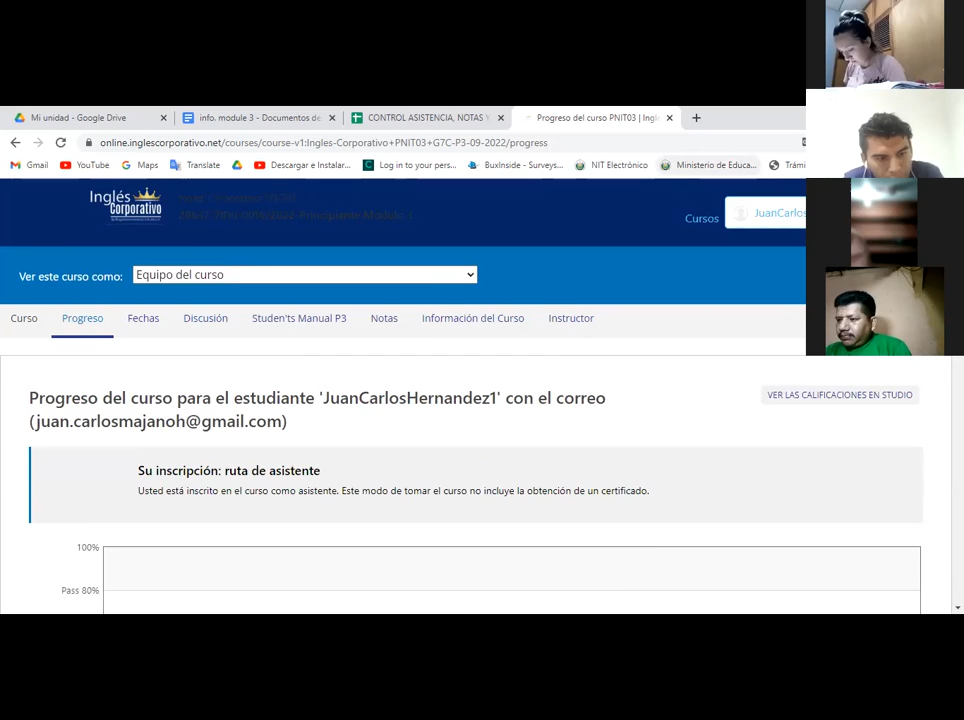 Mi unidad - Google Drive
info. module 3 - Documentos de
CONTROL ASISTENCIA, NOTAS Y
Progreso del curso PNIT03 | Ingl
online.inglescorporativo.net/courses/course-v1:Ingles-Corporativo+PNIT03+G7C-P3-09-2022/progress
Gmail
YouTube
Maps
Translate
Descargar e Instalar...
Log in to your pers...
BuxInside - Surveys...
NIT Electrónico
Ministerio de Educa...
Trámi
Inglés
Corporativo
Cursos
JuanCarlos
Ver este curso como:
Equipo del curso
Curso
Progreso
Fechas
Discusión
Studen'ts Manual P3
Notas
Información del Curso
Instructor
Progreso del curso para el estudiante 'JuanCarlosHernandez1' con el correo
(juan.carlosmajanoh@gmail.com)
VER LAS CALIFICACIONES EN STUDIO
Su inscripción: ruta de asistente
Usted está inscrito en el curso como asistente. Este modo de tomar el curso no incluye la obtención de un certificado.
100%
Pass 80%